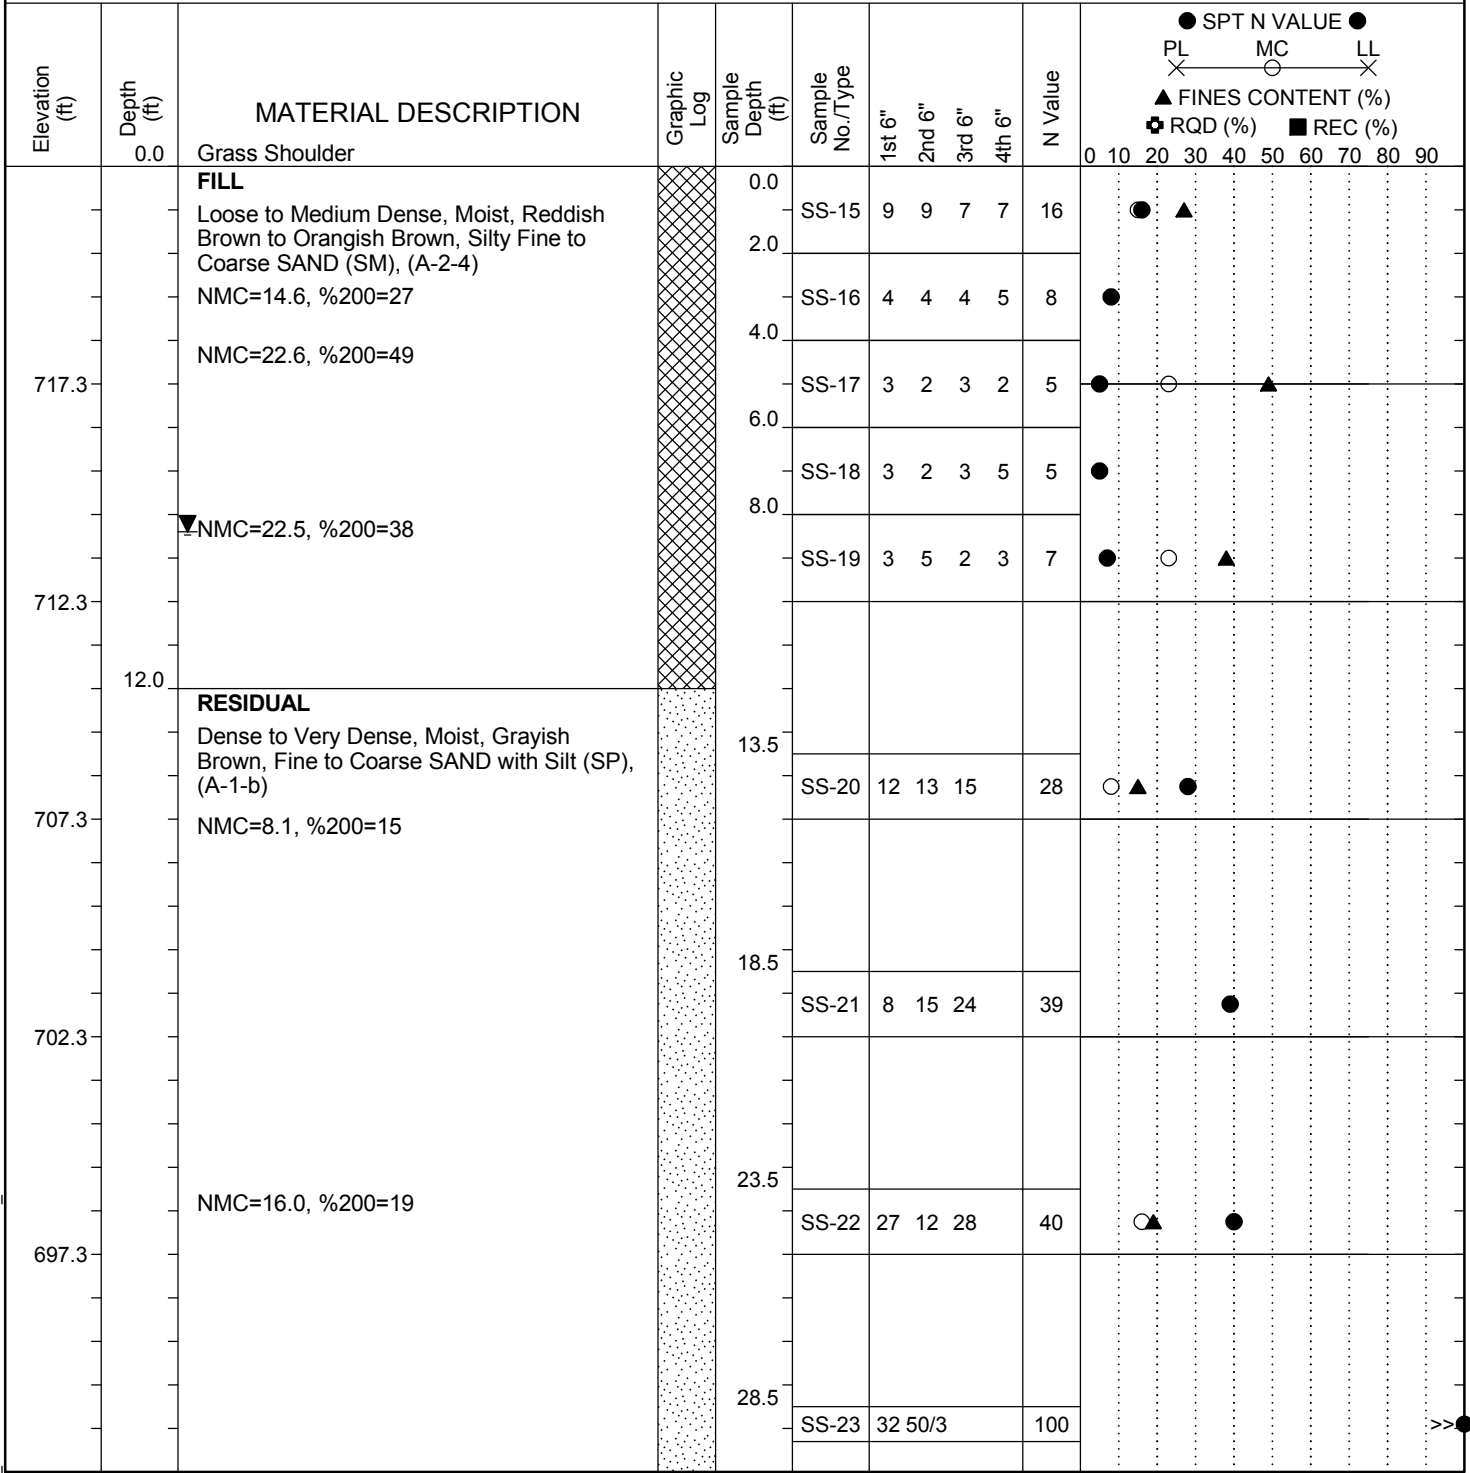 ● SPT N VALUE ●
PL MC LL
▲ FINES CONTENT (%)
RQD (%) ■ REC (%)
0 10 20 30 40 50 60 70 80 90
Elevation (ft)
Depth (ft)
MATERIAL DESCRIPTION
Graphic Log
Sample Depth (ft)
Sample No./Type
1st 6"
2nd 6"
3rd 6"
4th 6"
N Value
0.0 Grass Shoulder
FILL
0.0
Loose to Medium Dense, Moist, Reddish
Brown to Orangish Brown, Silty Fine to
Coarse SAND (SM), (A-2-4)
SS-15 9 9 7 7 16
2.0
NMC=14.6, %200=27
SS-16 4 4 4 5 8
4.0
NMC=22.6, %200=49
717.3
SS-17 3 2 3 2 5
6.0
SS-18 3 2 3 5 5
8.0
NMC=22.5, %200=38
SS-19 3 5 2 3 7
712.3
12.0
RESIDUAL
Dense to Very Dense, Moist, Grayish
Brown, Fine to Coarse SAND with Silt (SP),
(A-1-b)
13.5
SS-20 12 13 15 28
707.3
NMC=8.1, %200=15
18.5
SS-21 8 15 24 39
702.3
23.5
NMC=16.0, %200=19
SS-22 27 12 28 40
697.3
28.5
SS-23 32 50/3 100
>>